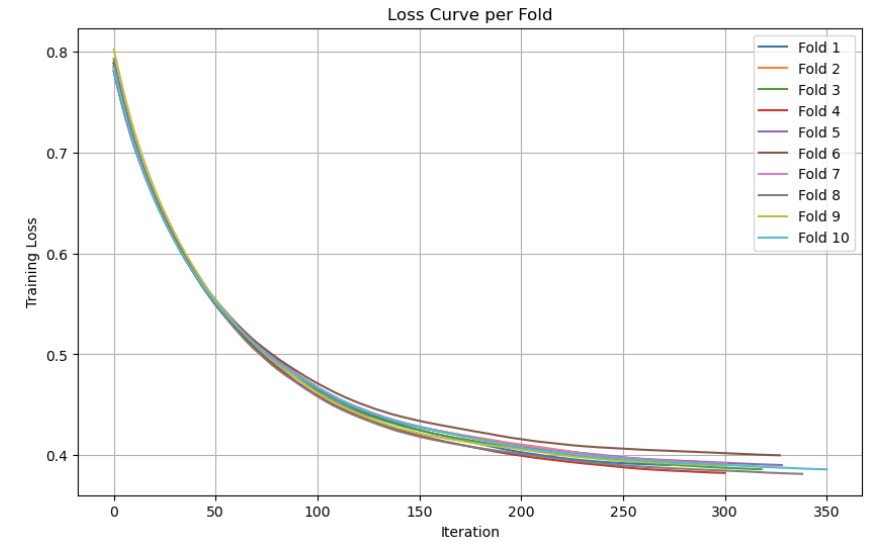 Loss Curve per Fold
0.8
0.7
0.6
0.5
0.4
Training Loss
Fold 1
Fold 2
Fold 3
Fold 4
Fold 5
Fold 6
Fold 7
Fold 8
Fold 9
Fold 10
0 50 100 150 200 250 300 350
Iteration